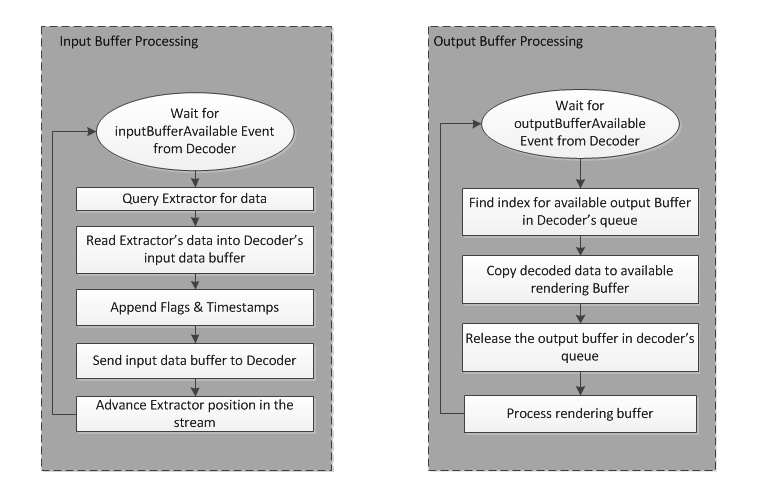 Input Buffer Processing
Wait for
inputBufferAvailable Event
from Decoder
Query Extractor for data
Read Extractor's data into Decoder's
input data buffer
Append Flags & Timestamps
Send input data buffer to Decoder
Advance Extractor position in the
stream
Output Buffer Processing
Wait for
outputBufferAvailable
Event from Decoder
Find index for available output Buffer
in Decoder's queue
Copy decoded data to available
rendering Buffer
Release the output buffer in decoder's
queue
Process rendering buffer